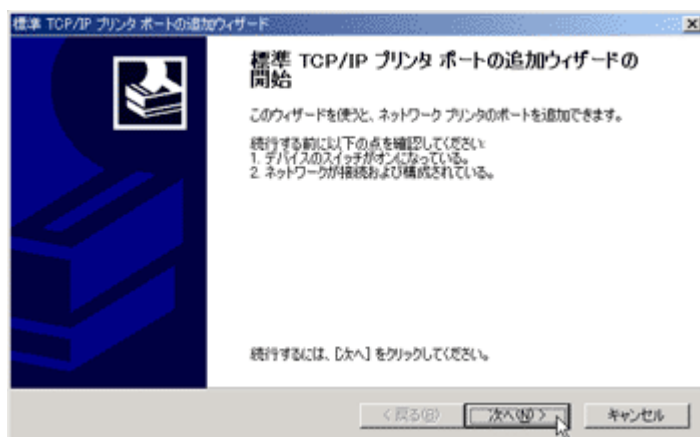 標準 TCP/IP プリンタ ポートの追加ウィザード
標準 TCP/IP プリンタ ポートの追加ウィザードの
開始
このウィザードを使うと、ネットワーク プリンタのポートを追加できます。
続行する前に以下の点を確認してください:
1. デバイスのスイッチがオンになっている。
2. ネットワークが接続および構成されている。
続行するには、[次へ] をクリックしてください。
< 戻る(B)
次へ(N) >
キャンセル